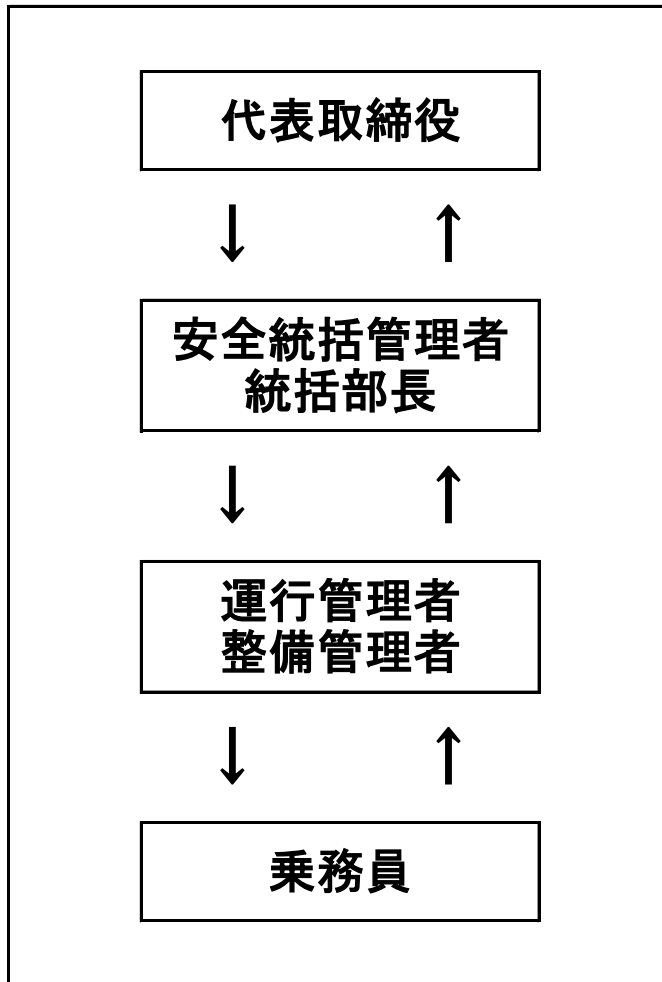 代表取締役
↓ ↑
安全統括管理者
統括部長
↓ ↑
運行管理者
整備管理者
↓ ↑
乗務員